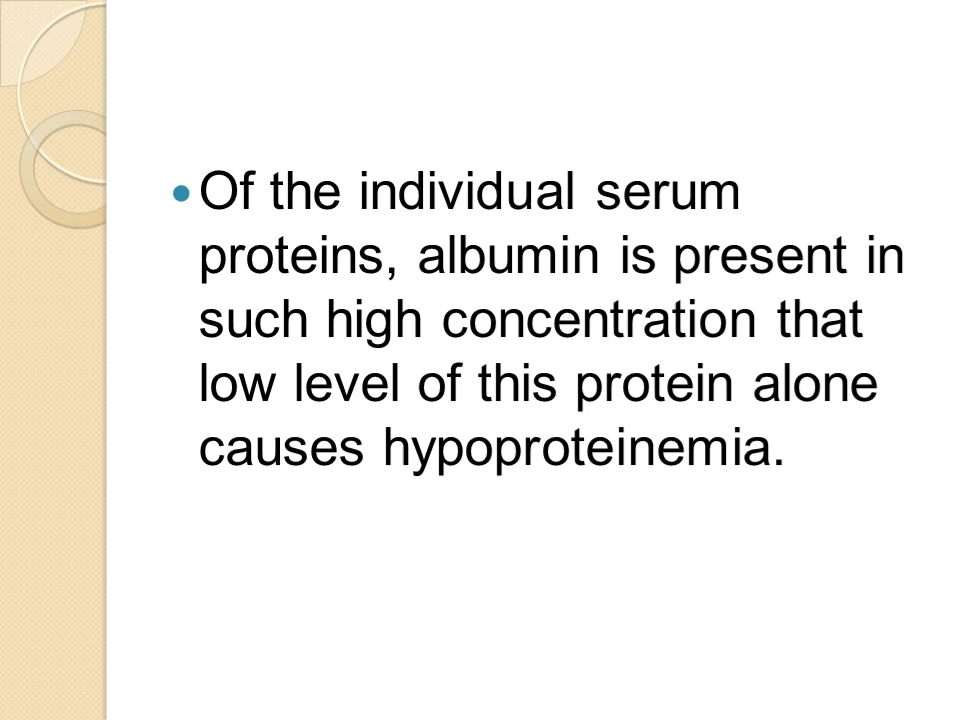 Of the individual serum
proteins, albumin is present in
such high concentration that
low level of this protein alone
causes hypoproteinemia.